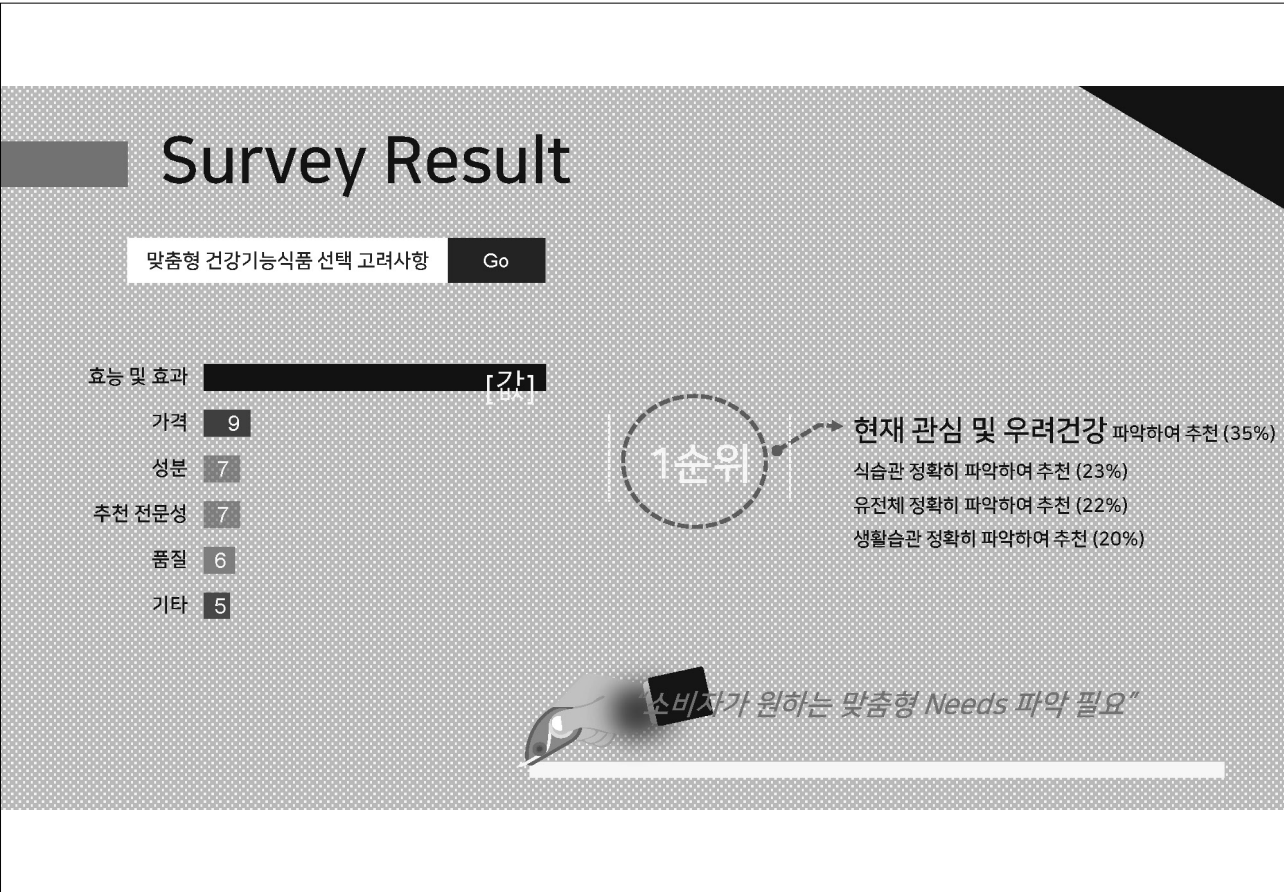 Survey Result
맞춤형 건강기능식품 선택 고려사항 Go
효능 및 효과 [값]
가격 9
성분 7
추천 전문성 7
품질 6
기타 5
1순위
현재 관심 및 우려건강 파악하여 추천 (35%)
식습관 정확히 파악하여 추천 (23%)
유전체 정확히 파악하여 추천 (22%)
생활습관 정확히 파악하여 추천 (20%)
"소비자가 원하는 맞춤형 Needs 파악 필요”